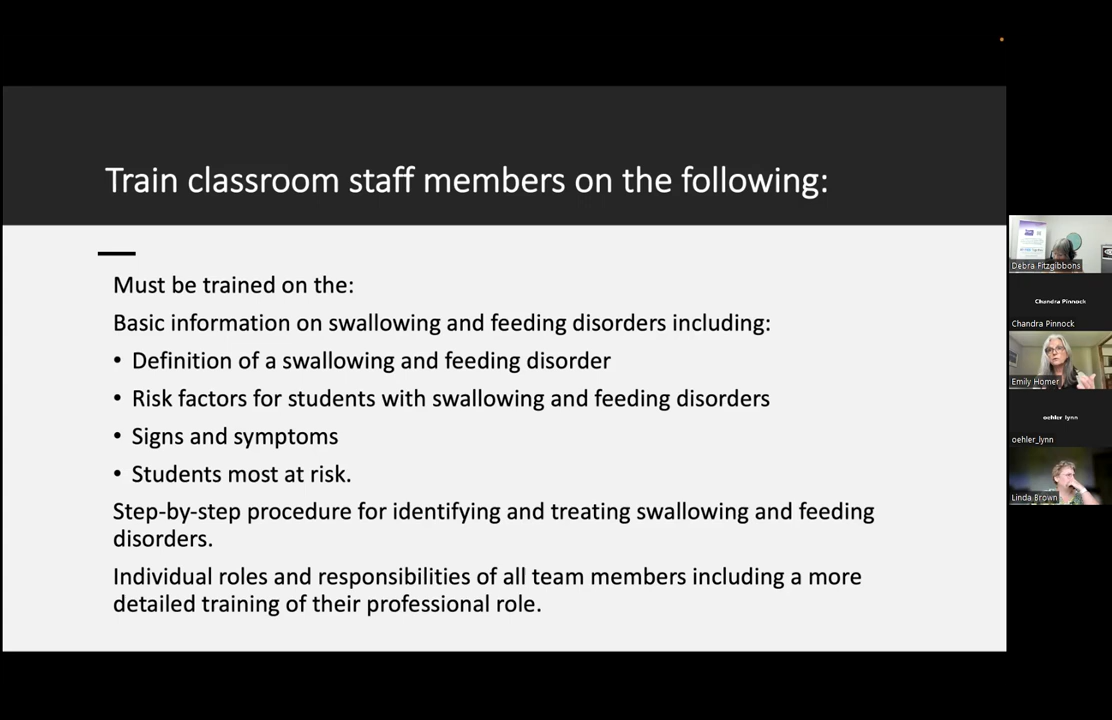 Train classroom staff members on the following:
Must be trained on the:
Basic information on swallowing and feeding disorders including:
• Definition of a swallowing and feeding disorder
• Risk factors for students with swallowing and feeding disorders
• Signs and symptoms
• Students most at risk.
Step-by-step procedure for identifying and treating swallowing and feeding
disorders.
Individual roles and responsibilities of all team members including a more
detailed training of their professional role.
Debra Fitzgibbons
Chandra Pinnock
Chandra Pinnock
Emily Homer
oehler_lynn
oehler_lynn
Linda Brown